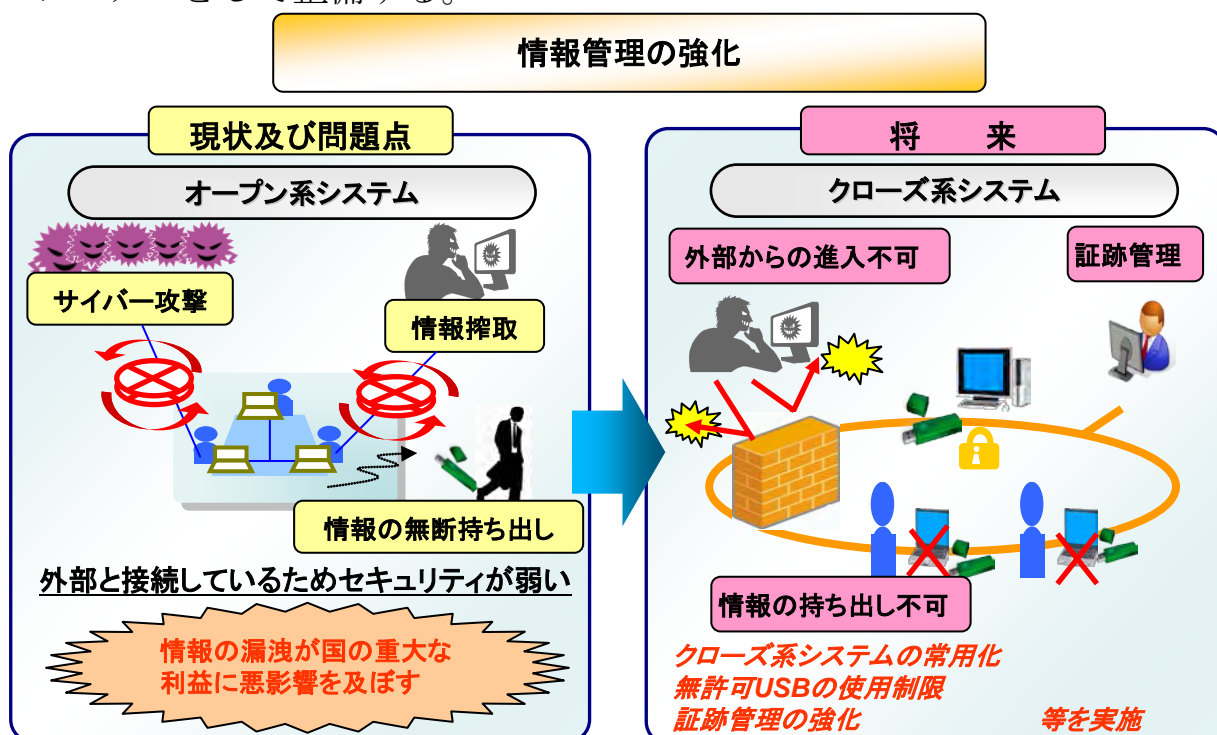 情報管理の強化
現状及び問題点
オープン系システム
サイバー攻撃
情報搾取
情報の無断持ち出し
外部と接続しているためセキュリティが弱い
情報の漏洩が国の重大な
利益に悪影響を及ぼす
将 来
クローズ系システム
外部からの進入不可
証跡管理
情報の持ち出し不可
クローズ系システムの常用化
無許可USBの使用制限
証跡管理の強化 等を実施